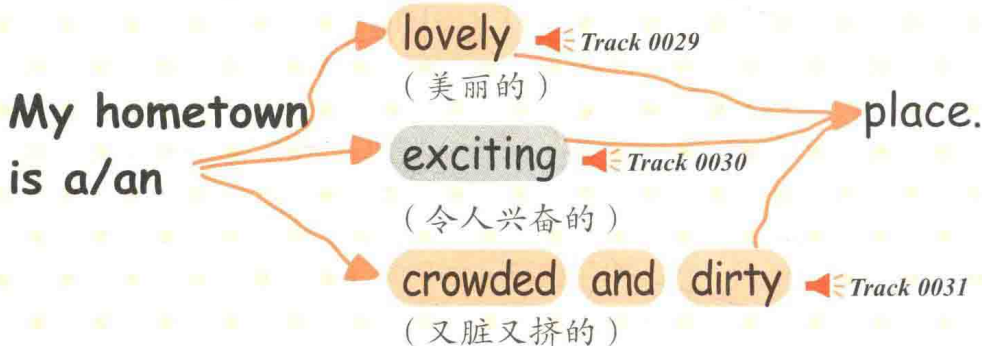 lovely Track 0029
(美丽的)
My hometown
is a/an
exciting Track 0030
(令人兴奋的)
crowded and dirty Track 0031
(又脏又挤的)
place.